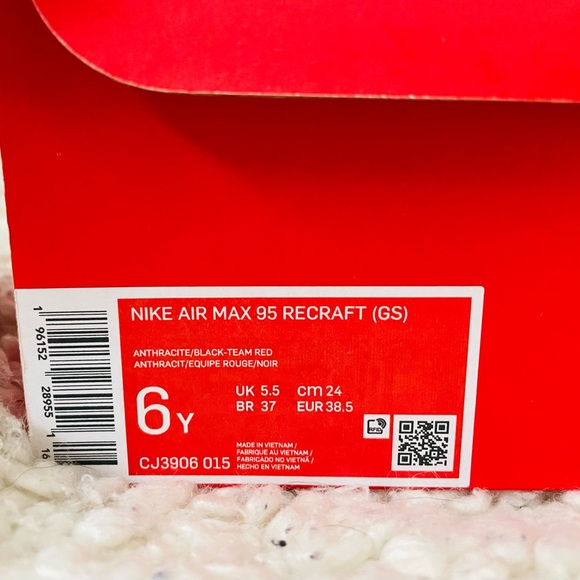 NIKE AIR MAX 95 RECRAFT (GS)
ANTHRACITE/BLACK-TEAM RED
ANTHRACIT/EQUIPE ROUGE/NOIR
6Y
UK 5.5 cm 24
BR 37 EUR 38.5
CJ3906 015
MADE IN VIETNAM /
FABRIQUE AU VIETNAM /
FABRICADO NO VIETNÃ /
HECHO EN VIETNAM
1 96152 28955 1
16